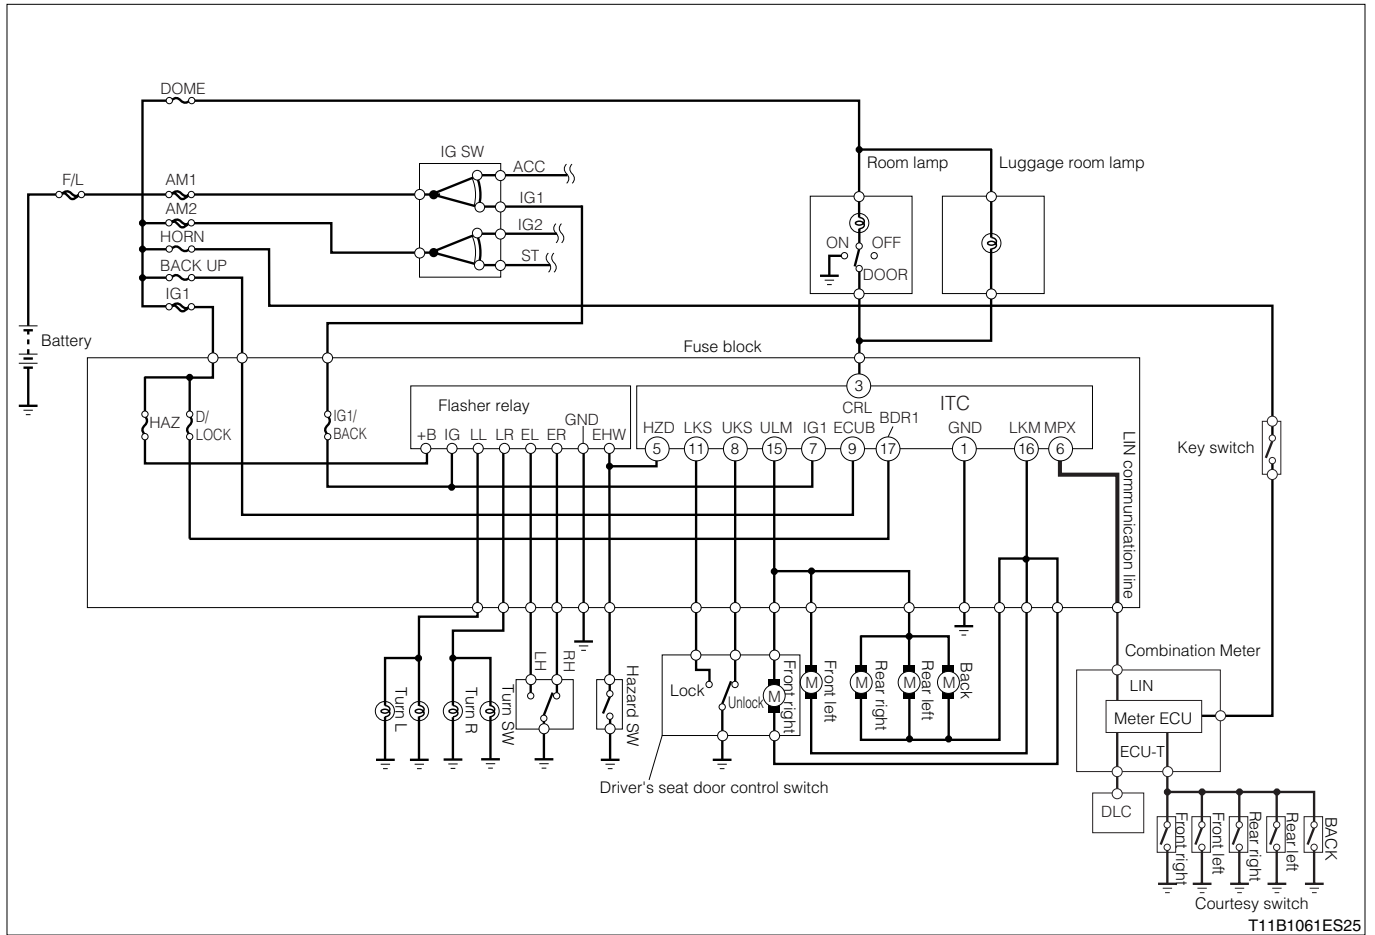 DOME
IG SW
ACC
Room lamp
Luggage room lamp
F/L
AM1
IG1
AM2
IG2
HORN
ON
OFF
BACK UP
ST
DOOR
IG1
Battery
Fuse block
3
CRL
ITC
Flasher relay
HAZ
D/
LOCK
IG1/
BACK
GND
+B
IG
LL
LR
EL
ER
EHW
HZD
LKS
UKS
ULM
IG1
ECUB
BDR1
GND
LKM
MPX
5
11
8
15
7
9
17
1
16
6
LIN communication line
Key switch
Combination Meter
LIN
Meter ECU
ECU-T
DLC
Turn L
Turn R
Turn SW
LH
RH
Hazard SW
Lock
Unlock
M
Front right
M
Front left
M
Rear right
M
Rear left
M
Back
Driver's seat door control switch
Front right
Front left
Rear right
Rear left
BACK
Courtesy switch
T11B1061ES25